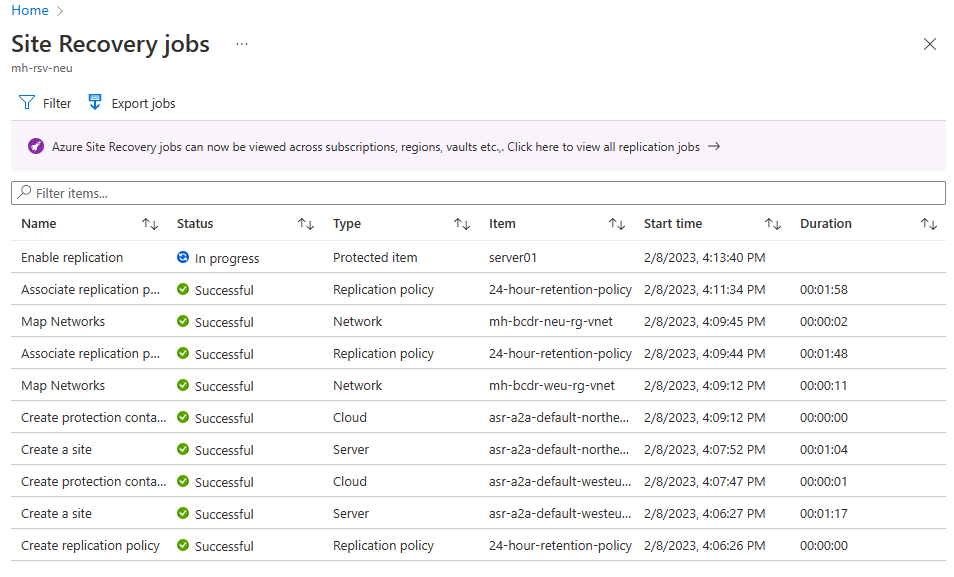 Home
Site Recovery jobs ...
mh-rsv-neu
Filter Export jobs
Azure Site Recovery jobs can now be viewed across subscriptions, regions, vaults etc.,. Click here to view all replication jobs →
Filter items...
Name Status Type Item Start time Duration
Enable replication In progress Protected item server01 2/8/2023, 4:13:40 PM
Associate replication p... Successful Replication policy 24-hour-retention-policy 2/8/2023, 4:11:34 PM 00:01:58
Map Networks Successful Network mh-bcdr-neu-rg-vnet 2/8/2023, 4:09:45 PM 00:00:02
Associate replication p... Successful Replication policy 24-hour-retention-policy 2/8/2023, 4:09:44 PM 00:01:48
Map Networks Successful Network mh-bcdr-weu-rg-vnet 2/8/2023, 4:09:12 PM 00:00:11
Create protection conta... Successful Cloud asr-a2a-default-northe... 2/8/2023, 4:09:12 PM 00:00:00
Create a site Successful Server asr-a2a-default-northe... 2/8/2023, 4:07:52 PM 00:01:04
Create protection conta... Successful Cloud asr-a2a-default-westeu... 2/8/2023, 4:07:47 PM 00:00:01
Create a site Successful Server asr-a2a-default-westeu... 2/8/2023, 4:06:27 PM 00:01:17
Create replication policy Successful Replication policy 24-hour-retention-policy 2/8/2023, 4:06:26 PM 00:00:00